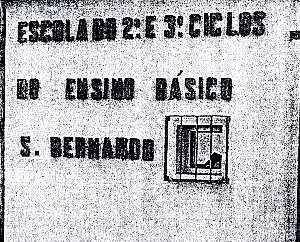 ESCOLA DO 2º E 3º CICLOS
DO ENSINO BÁSICO
S. BERNARDO